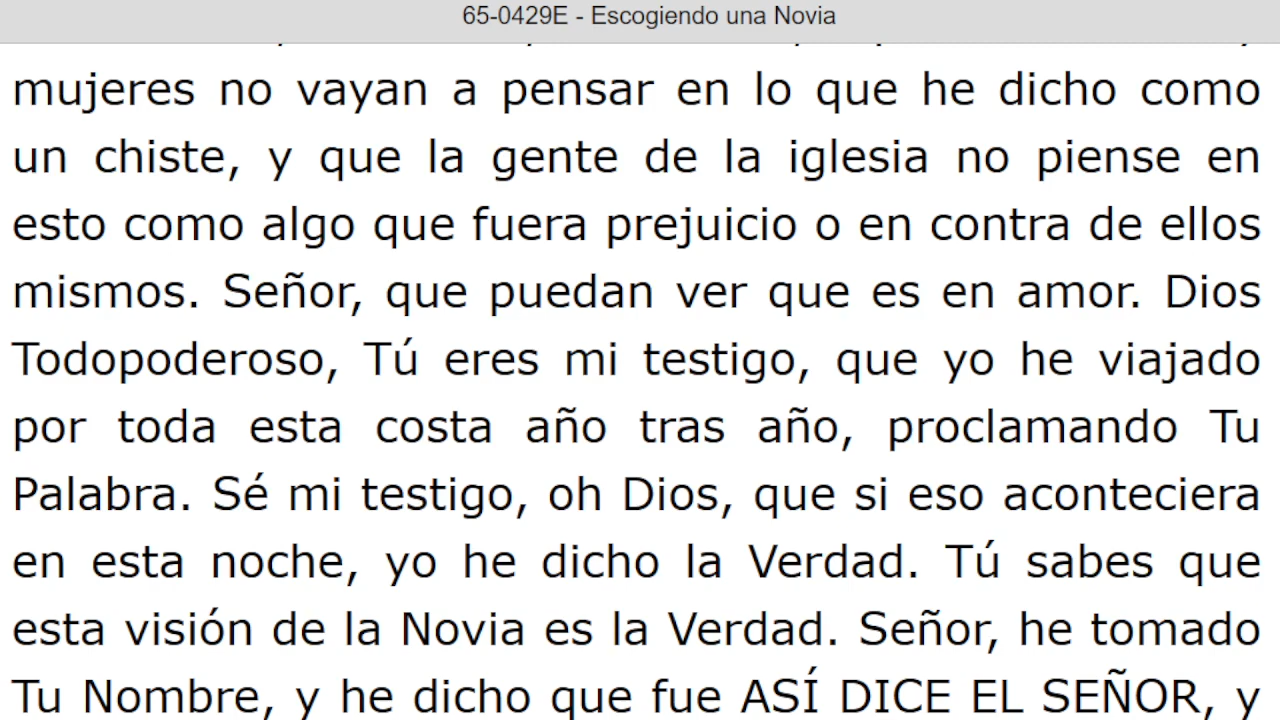 65-0429E - Escogiendo una Novia
mujeres no vayan a pensar en lo que he dicho como
un chiste, y que la gente de la iglesia no piense en
esto como algo que fuera prejuicio o en contra de ellos
mismos. Señor, que puedan ver que es en amor. Dios
Todopoderoso, Tú eres mi testigo, que yo he viajado
por toda esta costa año tras año, proclamando Tu
Palabra. Sé mi testigo, oh Dios, que si eso aconteciera
en esta noche, yo he dicho la Verdad. Tú sabes que
esta visión de la Novia es la Verdad. Señor, he tomado
Tu Nombre, y he dicho que fue ASÍ DICE EL SEÑOR, y